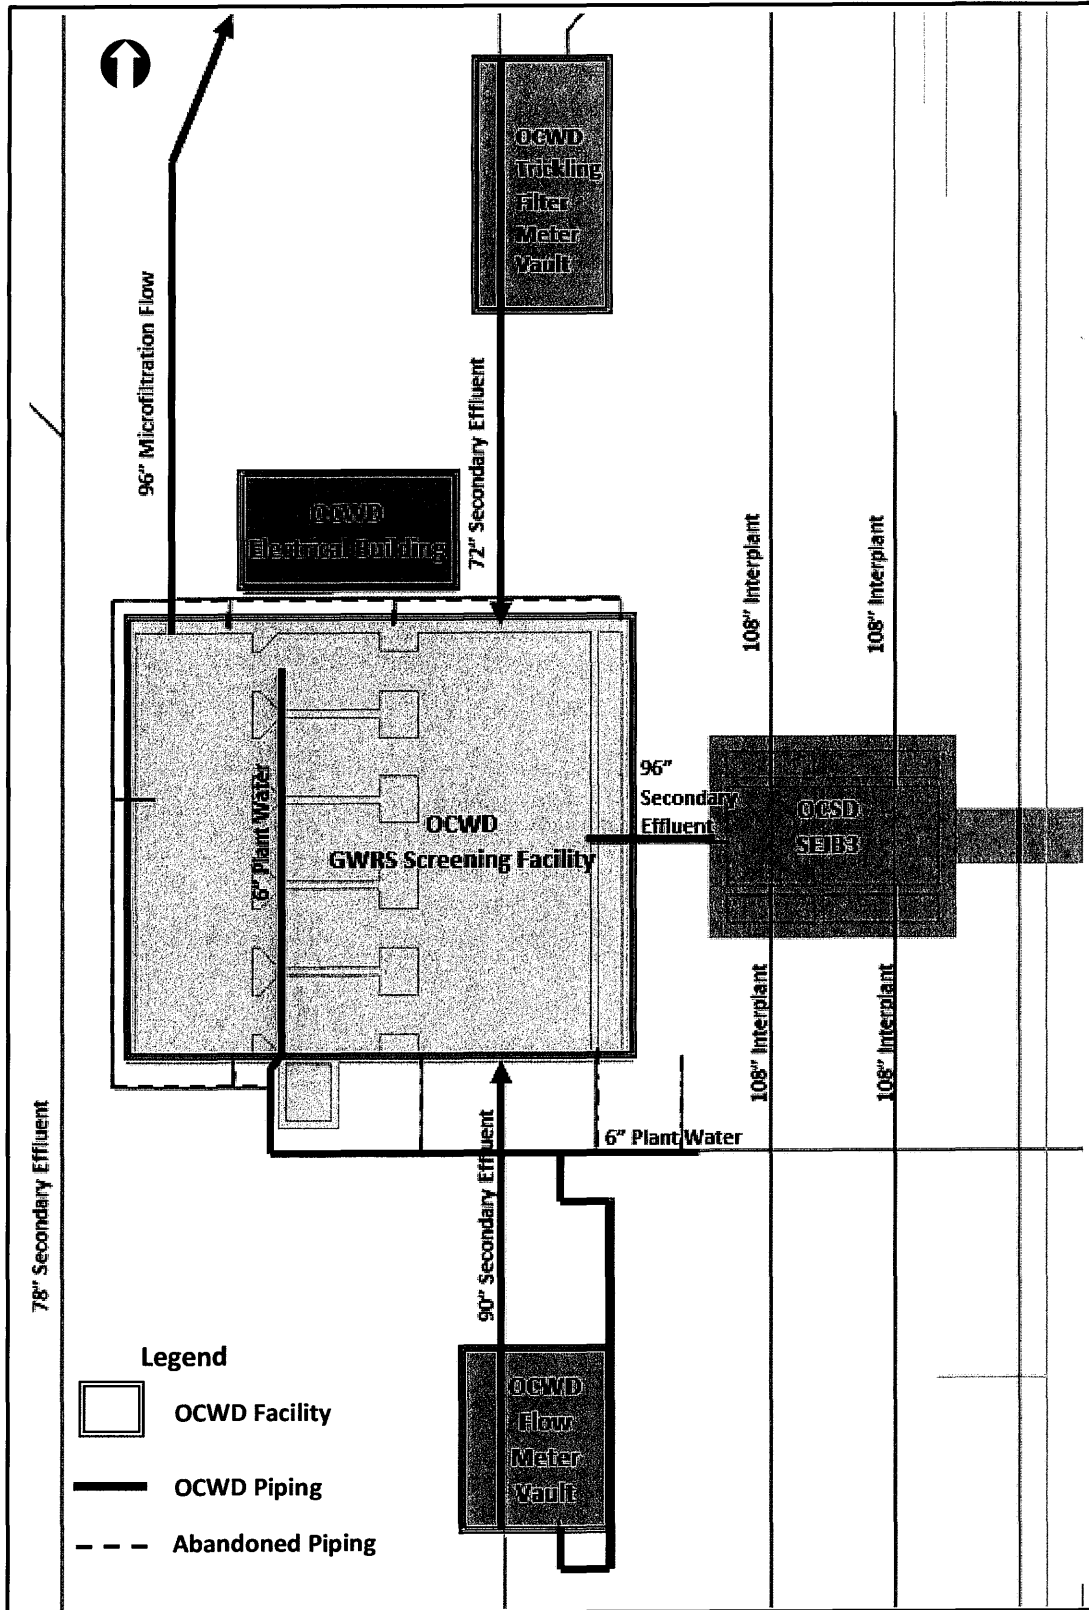 OCWD
Trickling
Filter
Meter
Vault
96" Microfiltration Flow
72" Secondary Effluent
OCWD
Electrical Building
108" Interplant
108" Interplant
6" Plant Water
OCWD
GWRS Screening Facility
96"
Secondary
Effluent
OCSD
SEJB3
108" Interplant
108" Interplant
6" Plant Water
78" Secondary Effluent
90" Secondary Effluent
OCWD
Flow
Meter
Vault
Legend
OCWD Facility
OCWD Piping
Abandoned Piping